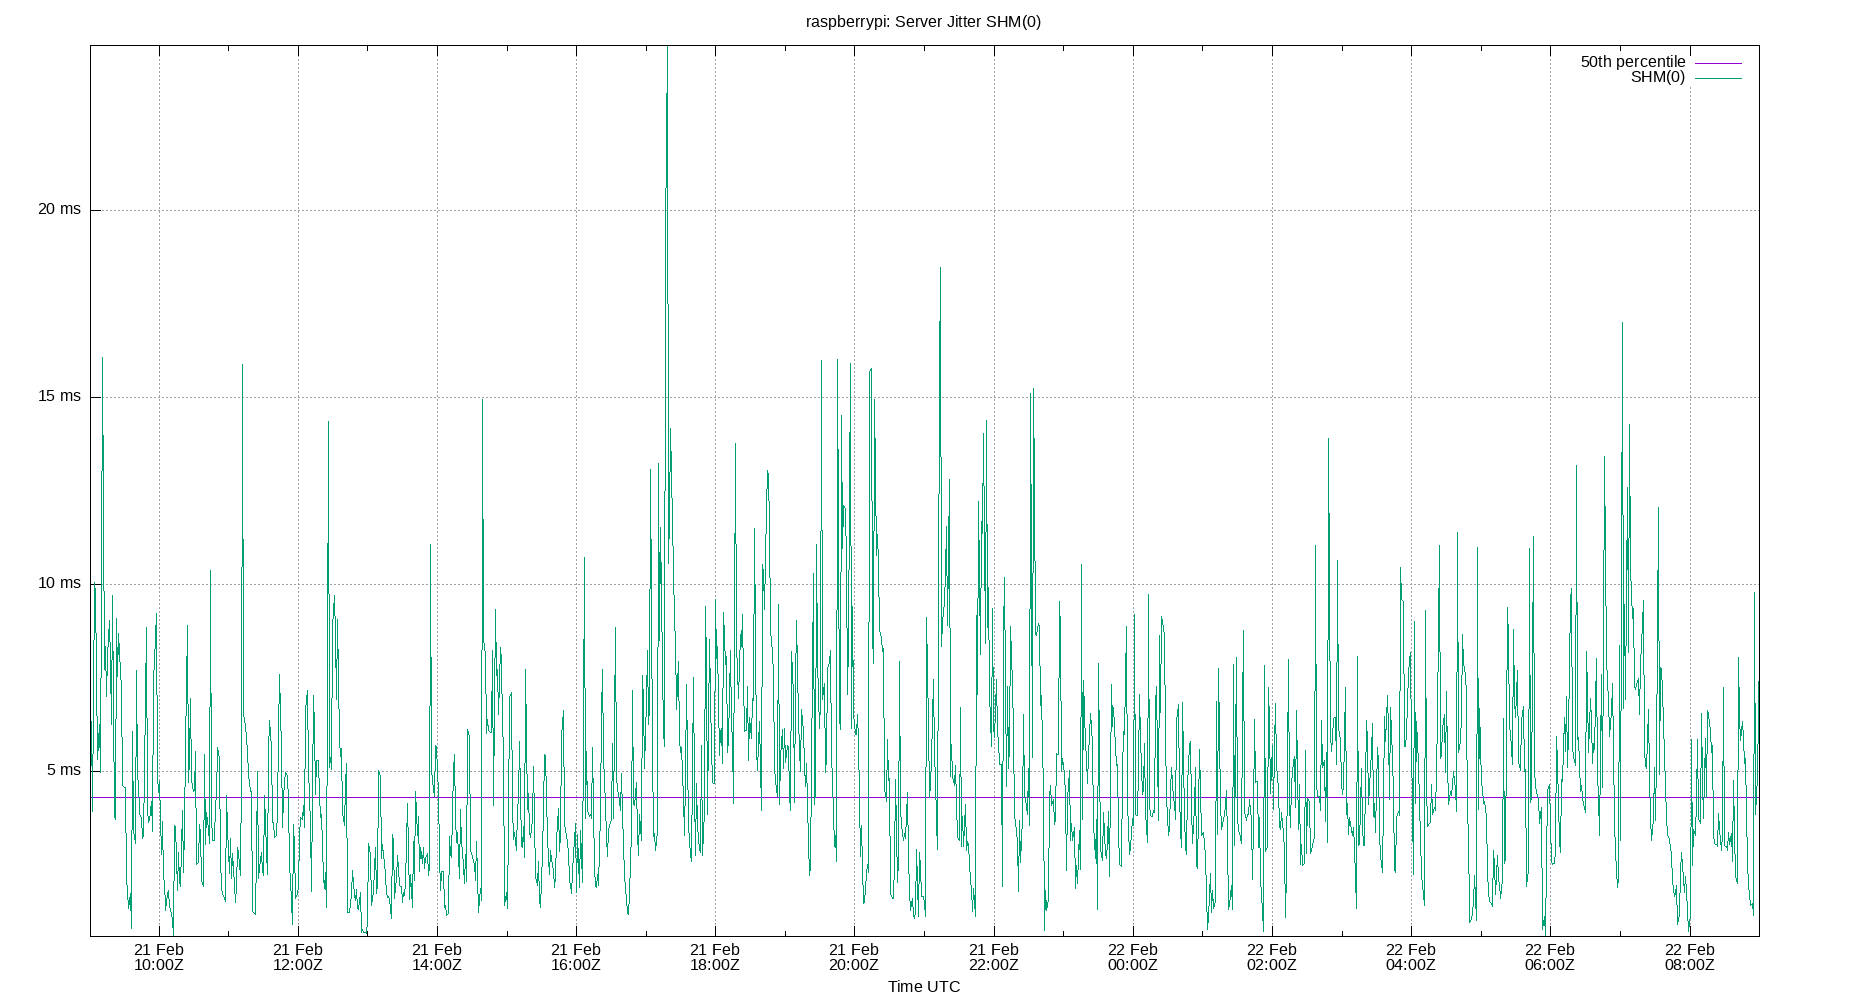 raspberrypi: Server Jitter SHM(0)
50th percentile
SHM(0)
20 ms
15 ms
10 ms
5 ms
21 Feb 21 Feb 21 Feb 21 Feb 21 Feb 21 Feb 21 Feb 22 Feb 22 Feb 22 Feb 22 Feb 22 Feb
10:00Z 12:00Z 14:00Z 16:00Z 18:00Z 20:00Z 22:00Z 00:00Z 02:00Z 04:00Z 06:00Z 08:00Z
Time UTC